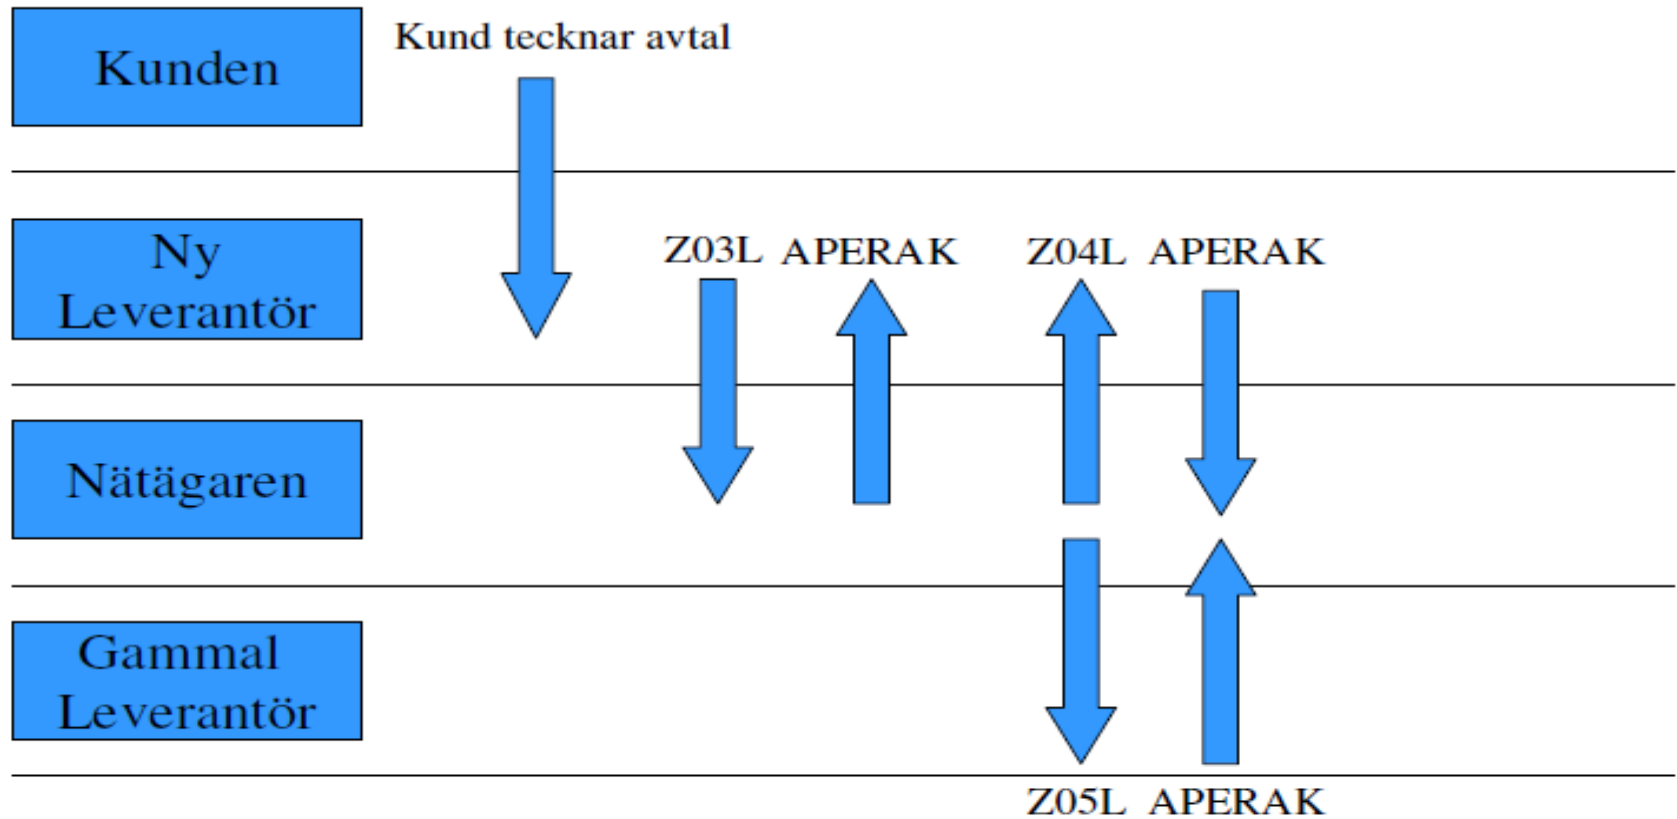 Kunden
Kund tecknar avtal
Ny
Leverantör
Z03L APERAK
Z04L APERAK
Nätägaren
Gammal
Leverantör
Z05L APERAK